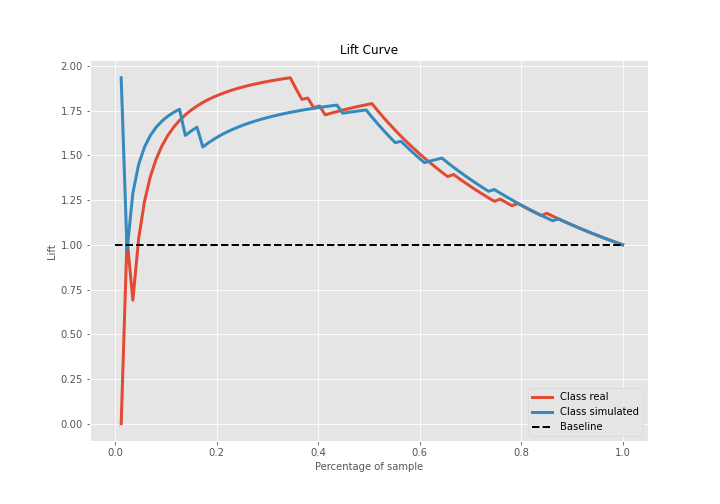 Lift Curve
2.00
1.75
1.50
1.25
1.00
0.75
0.50
0.25
0.00
Lift
0.0 0.2 0.4 0.6 0.8 1.0
Percentage of sample
Class real
Class simulated
Baseline